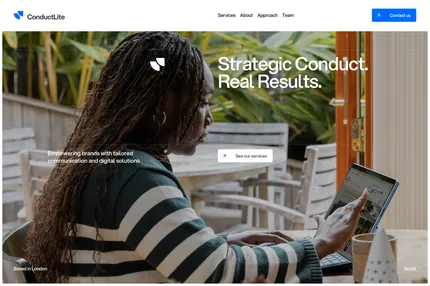 ConductLite
Services About Approach Team
Contact us
Strategic Conduct.
Real Results.
Empowering brands with tailored
communication and digital solutions
See our services
Based in London
Scroll